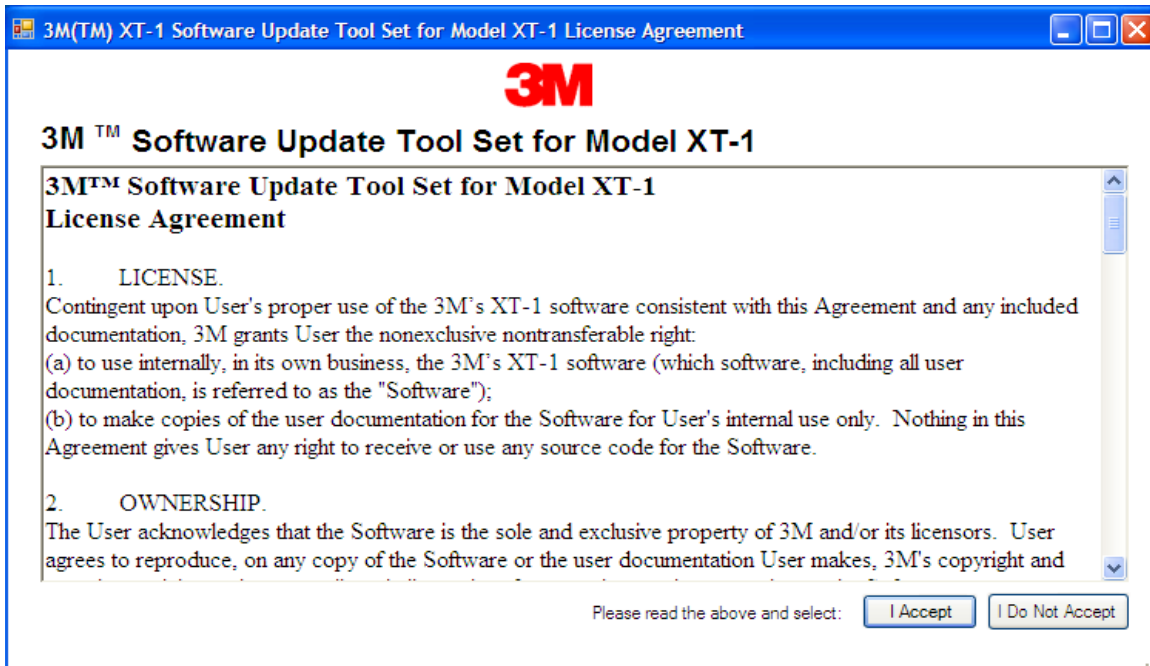 3M(TM) XT-1 Software Update Tool Set for Model XT-1 License Agreement
3M
3M ™ Software Update Tool Set for Model XT-1
3M™ Software Update Tool Set for Model XT-1
License Agreement
1. LICENSE.
Contingent upon User's proper use of the 3M’s XT-1 software consistent with this Agreement and any included
documentation, 3M grants User the nonexclusive nontransferable right:
(a) to use internally, in its own business, the 3M’s XT-1 software (which software, including all user
documentation, is referred to as the "Software");
(b) to make copies of the user documentation for the Software for User's internal use only. Nothing in this
Agreement gives User any right to receive or use any source code for the Software.
2. OWNERSHIP.
The User acknowledges that the Software is the sole and exclusive property of 3M and/or its licensors. User
agrees to reproduce, on any copy of the Software or the user documentation User makes, 3M's copyright and
Please read the above and select: I Accept I Do Not Accept